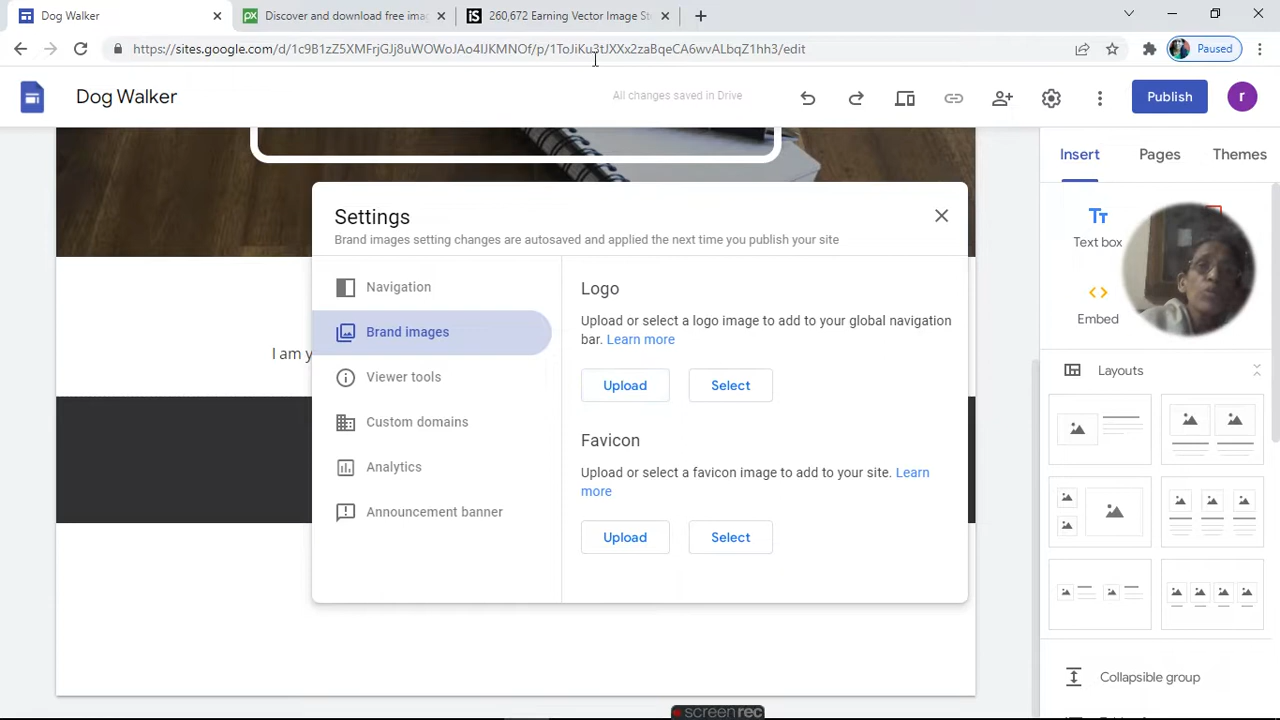 Dog Walker
Discover and download free imag
260,672 Earning Vector Image Sto
https://sites.google.com/d/1c9B1zZ5XMFrjGJj8uWOWoJAo4lJKMNOf/p/1ToJiKu3tJXXx2zaBqeCA6wvALbqZ1hh3/edit
Paused
Dog Walker
All changes saved in Drive
Publish
r
Insert
Pages
Themes
Text box
Embed
Layouts
Collapsible group
Settings
Brand images setting changes are autosaved and applied the next time you publish your site
Navigation
Brand images
Viewer tools
Custom domains
Analytics
Announcement banner
Logo
Upload or select a logo image to add to your global navigation
bar. Learn more
Upload
Select
Favicon
Upload or select a favicon image to add to your site. Learn
more
Upload
Select
I am y
screenrec